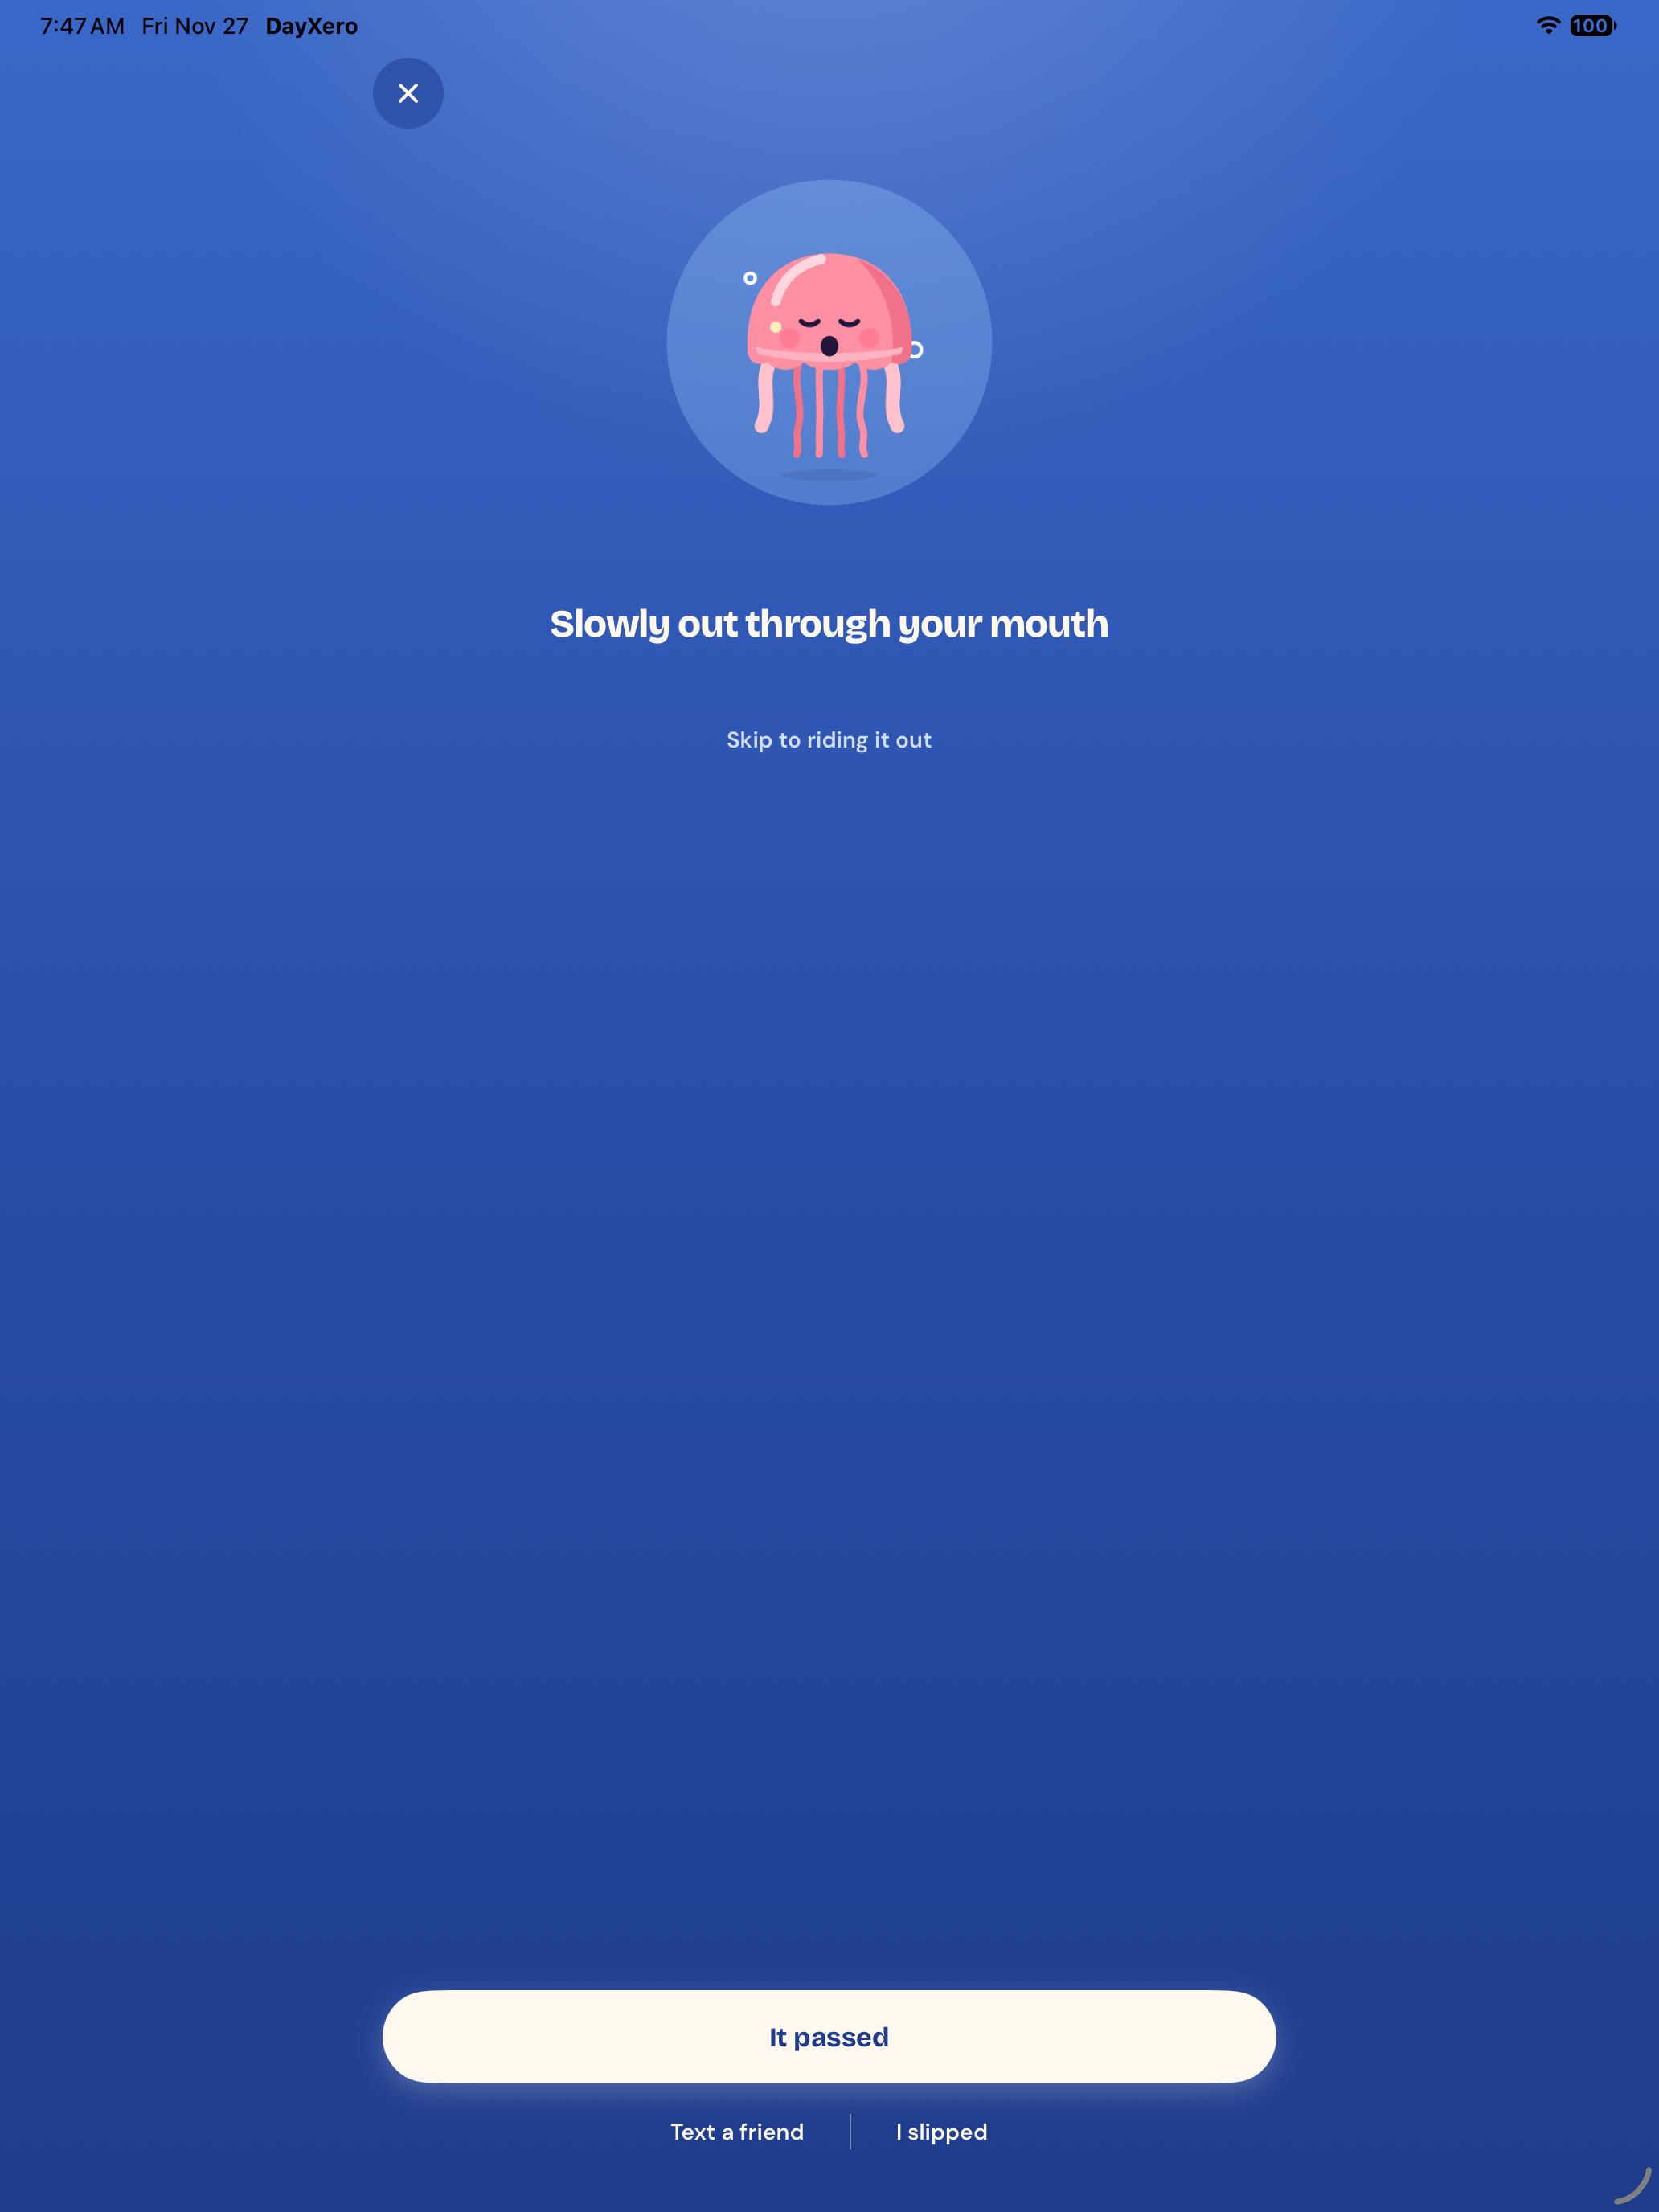 7:47 AM Fri Nov 27 DayXero 100
Slowly out through your mouth
Skip to riding it out
It passed
Text a friend I slipped